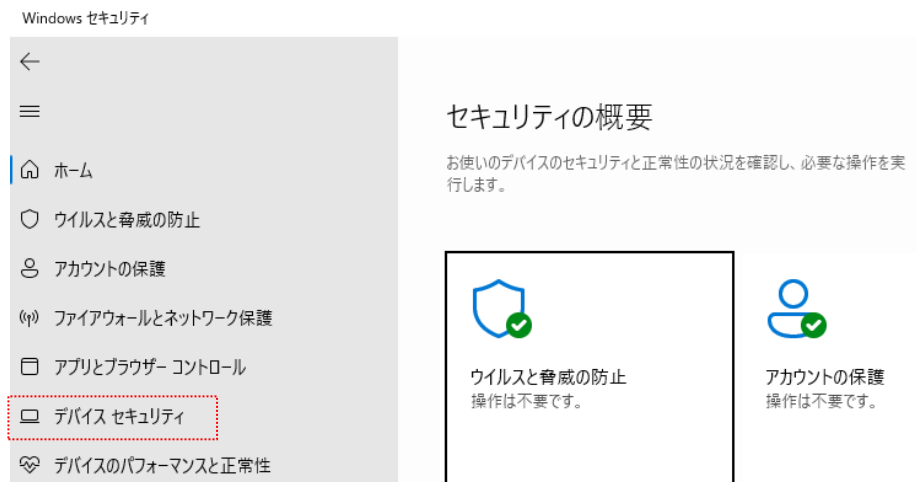 Windows セキュリティ
ホーム
ウイルスと脅威の防止
アカウントの保護
ファイアウォールとネットワーク保護
アプリとブラウザー コントロール
デバイス セキュリティ
デバイスのパフォーマンスと正常性
セキュリティの概要
お使いのデバイスのセキュリティと正常性の状況を確認し、必要な操作を実
行します。
ウイルスと脅威の防止
操作は不要です。
アカウントの保護
操作は不要です。